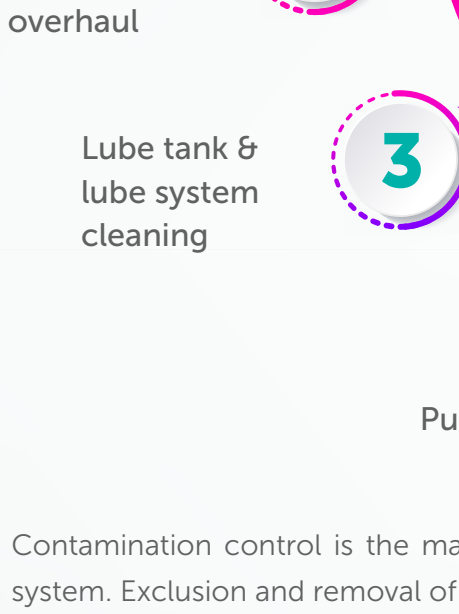 overhaul
Lube tank &
lube system
cleaning
3
Pu
Contamination control is the ma
system. Exclusion and removal of